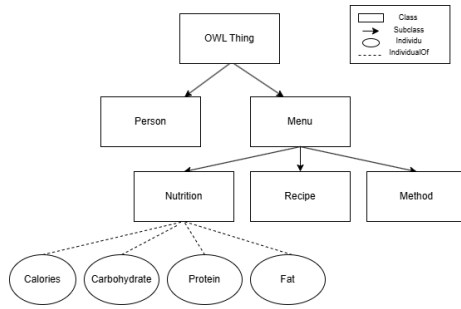 OWL Thing
Class
Subclass
Individu
IndividualOf
Person
Menu
Nutrition
Recipe
Method
Calories
Carbohydrate
Protein
Fat